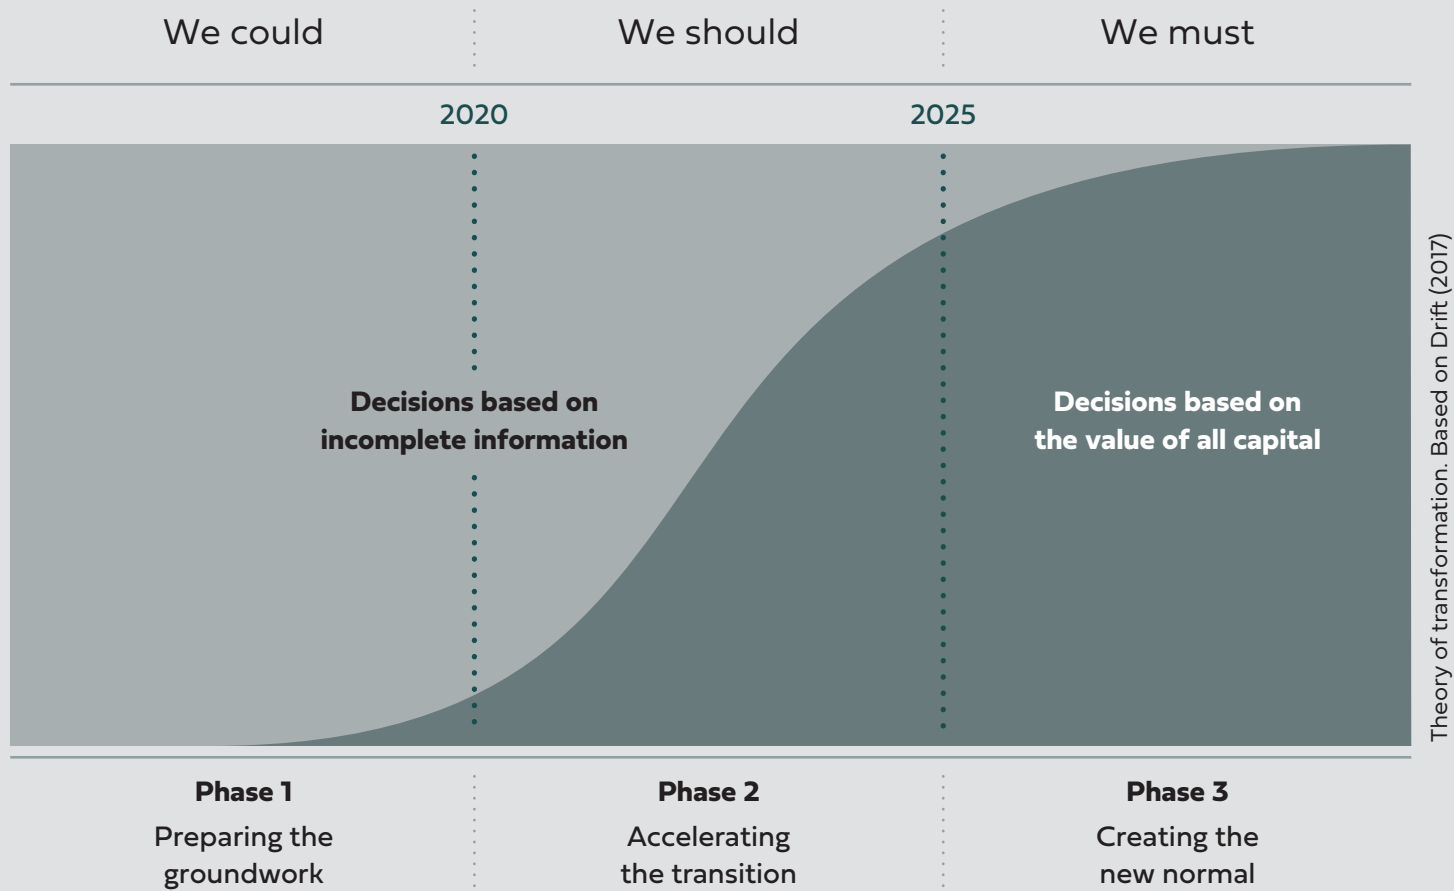 We could
We should
We must
2020
2025
Decisions based on
incomplete information
Decisions based on
the value of all capital
Theory of transformation. Based on Drift (2017)
Phase 1
Preparing the
groundwork
Phase 2
Accelerating
the transition
Phase 3
Creating the
new normal